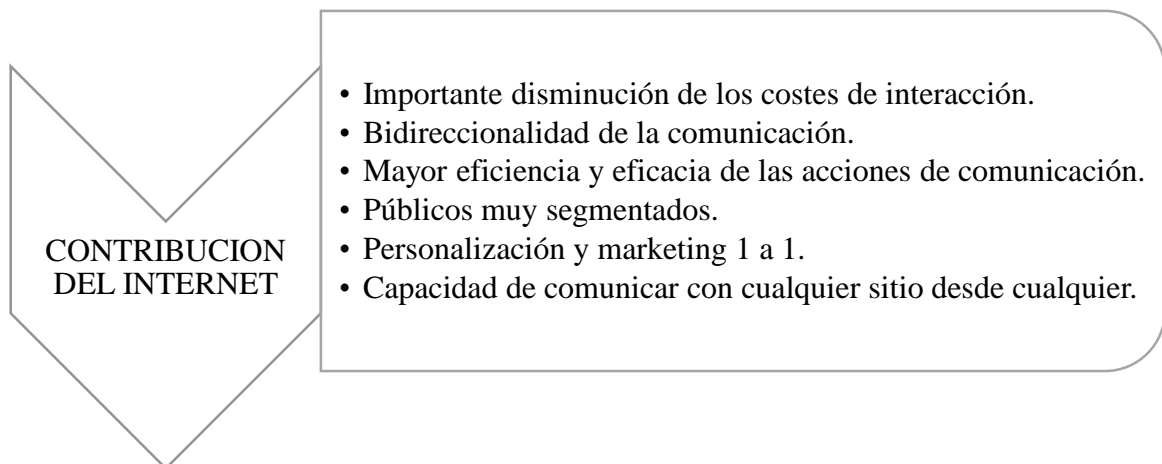 CONTRIBUCION
DEL INTERNET
• Importante disminución de los costes de interacción.
• Bidireccionalidad de la comunicación.
• Mayor eficiencia y eficacia de las acciones de comunicación.
• Públicos muy segmentados.
• Personalización y marketing 1 a 1.
• Capacidad de comunicar con cualquier sitio desde cualquier.